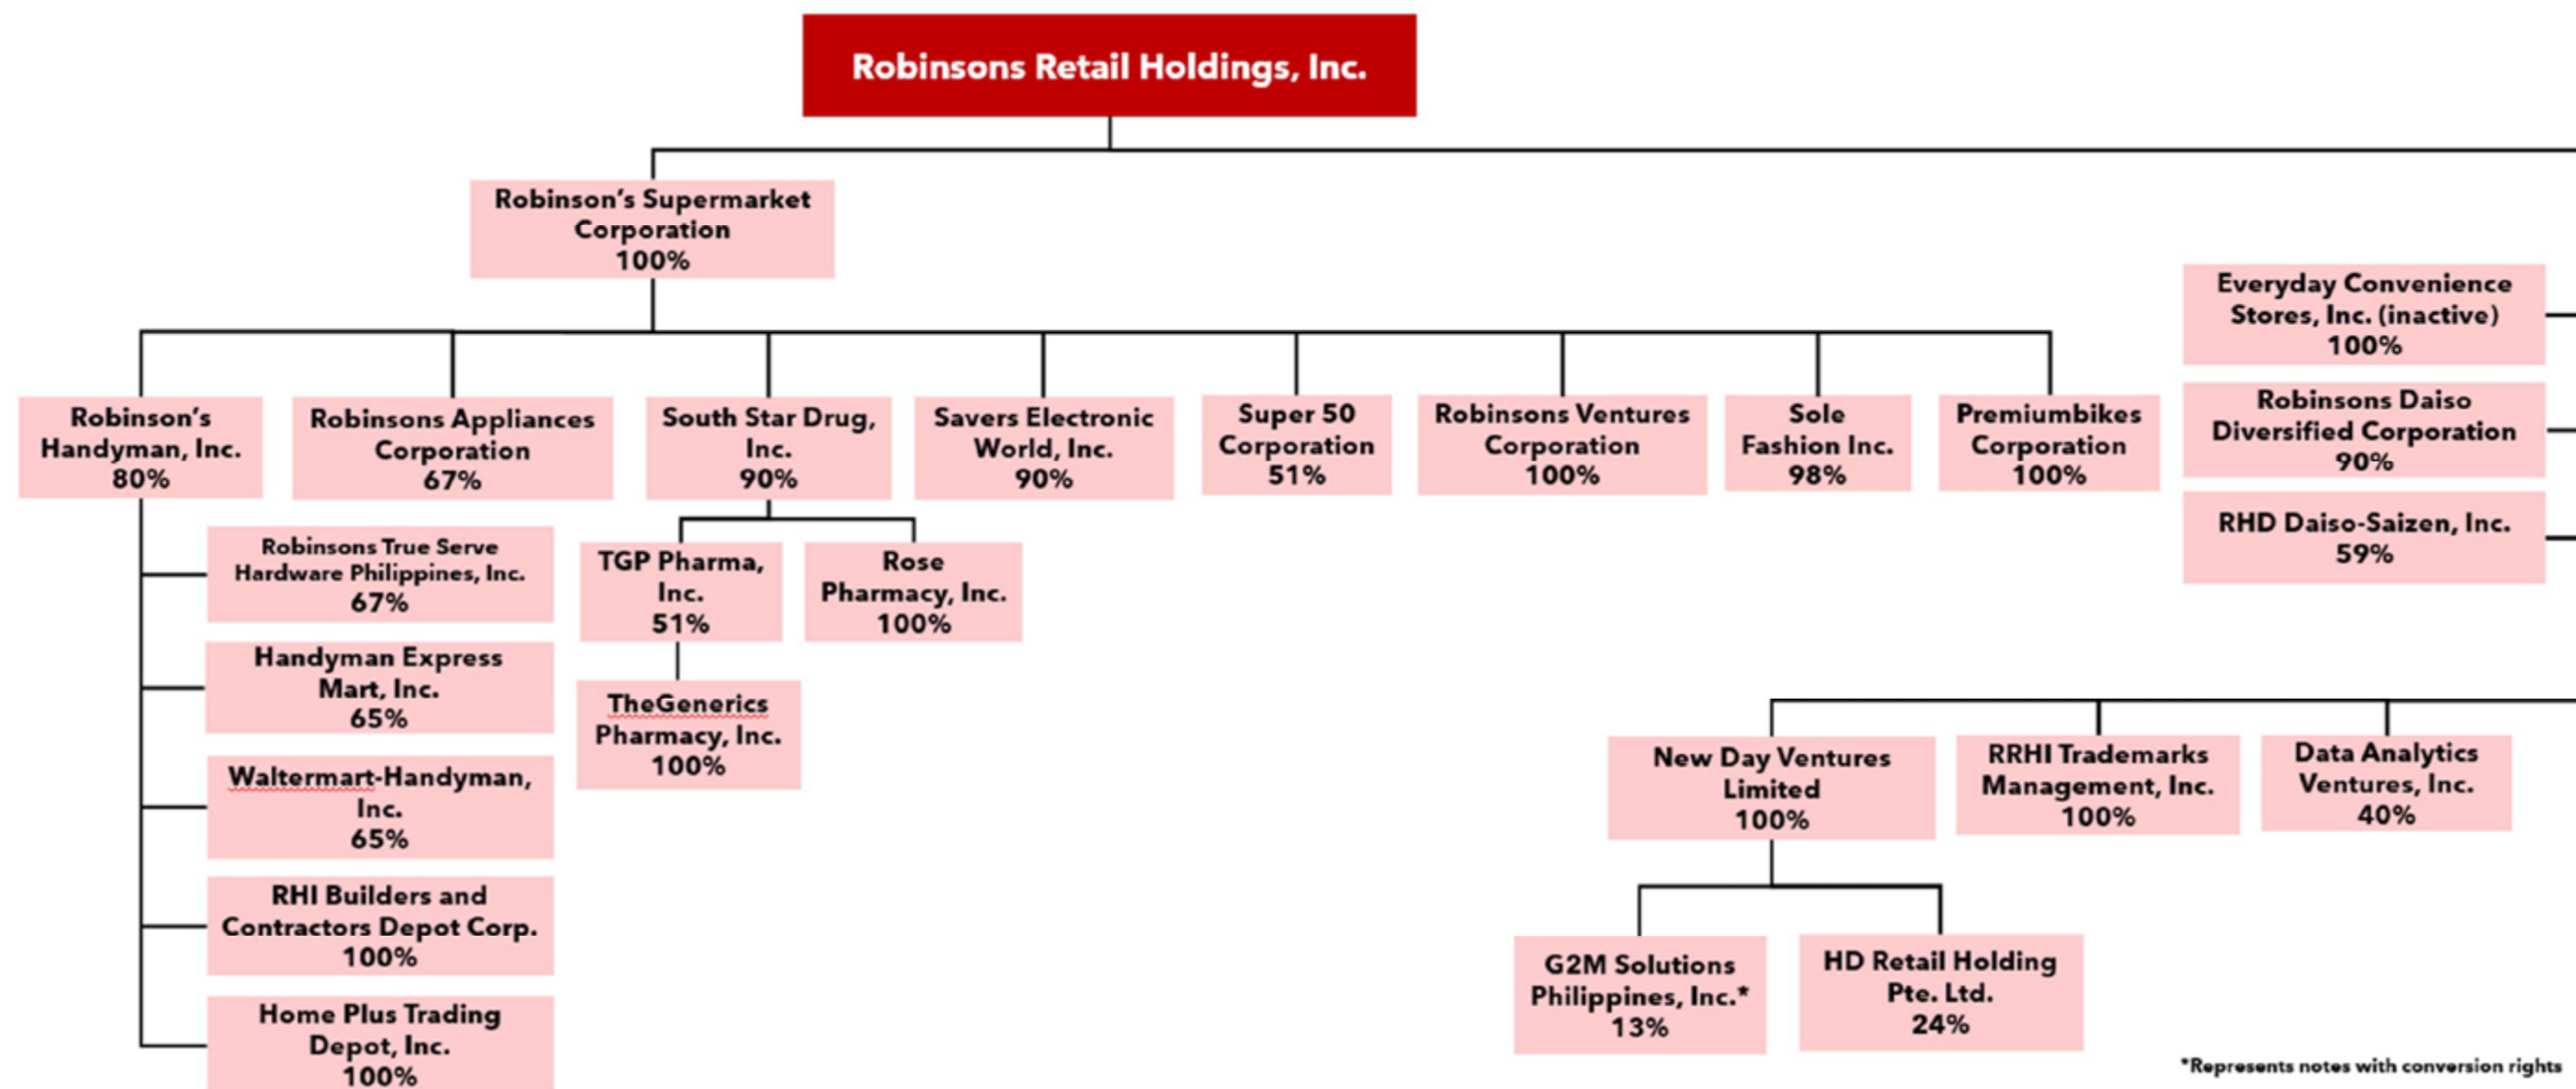 Robinsons Retail Holdings, Inc.
Robinson's Supermarket
Corporation
100%
Everyday Convenience
Stores, Inc. (inactive)
100%
Robinsons Daiso
Diversified Corporation
90%
RHD Daiso-Saizen, Inc.
59%
Robinson's
Handyman, Inc.
80%
Robinsons Appliances
Corporation
67%
South Star Drug,
Inc.
90%
Savers Electronic
World, Inc.
90%
Super 50
Corporation
51%
Robinsons Ventures
Corporation
100%
Sole
Fashion Inc.
98%
Premiumbikes
Corporation
100%
Robinsons True Serve
Hardware Philippines, Inc.
67%
Handyman Express
Mart, Inc.
65%
Waltermart-Handyman,
Inc.
65%
RHI Builders and
Contractors Depot Corp.
100%
Home Plus Trading
Depot, Inc.
100%
TGP Pharma,
Inc.
51%
Rose
Pharmacy, Inc.
100%
TheGenerics
Pharmacy, Inc.
100%
New Day Ventures
Limited
100%
RRHI Trademarks
Management, Inc.
100%
Data Analytics
Ventures, Inc.
40%
G2M Solutions
Philippines, Inc.*
13%
HD Retail Holding
Pte. Ltd.
24%
*Represents notes with conversion rights